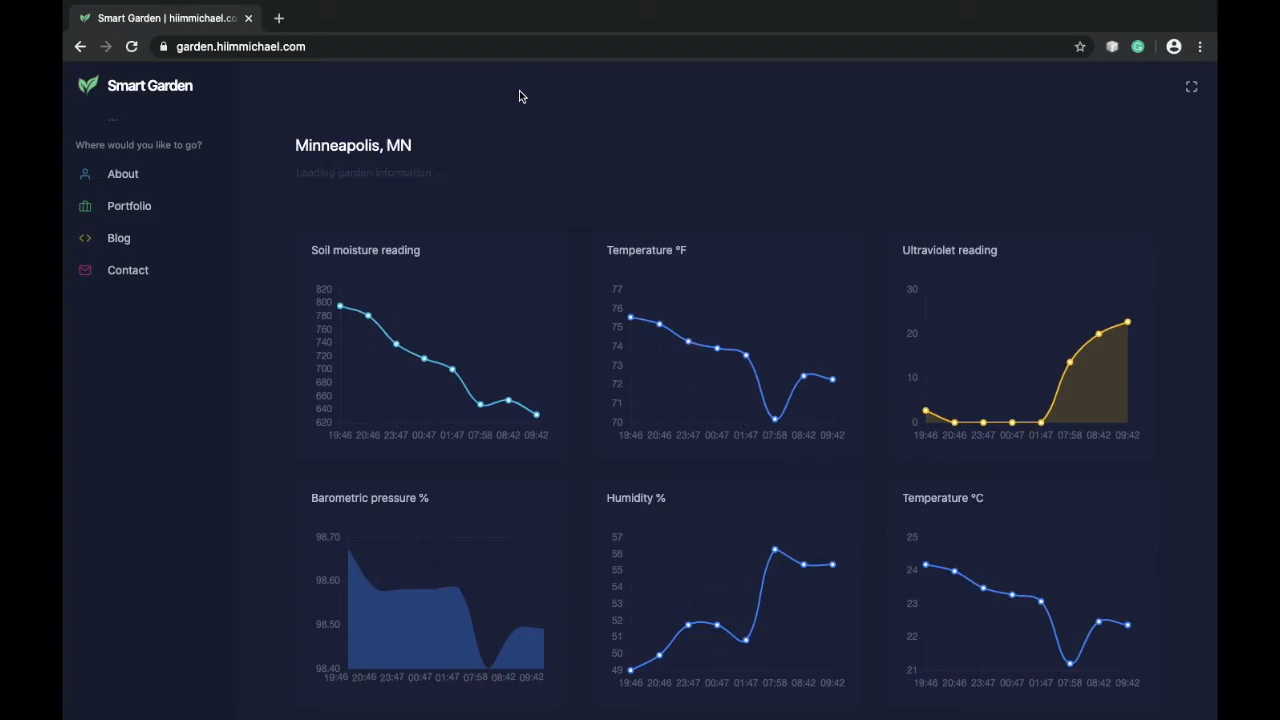 Smart Garden | hiimmichael.co
garden.hiimmichael.com
Smart Garden
...
Where would you like to go?
About
Portfolio
Blog
Contact
Minneapolis, MN
Loading garden information ...
Soil moisture reading
820
800
780
760
740
720
700
680
660
640
620
19:46 20:46 23:47 00:47 01:47 07:58 08:42 09:42
Temperature ºF
77
76
75
74
73
72
71
70
19:46 20:46 23:47 00:47 01:47 07:58 08:42 09:42
Ultraviolet reading
30
20
10
0
19:46 20:46 23:47 00:47 01:47 07:58 08:42 09:42
Barometric pressure %
98.70
98.60
98.50
98.40
19:46 20:46 23:47 00:47 01:47 07:58 08:42 09:42
Humidity %
57
56
55
54
53
52
51
50
49
19:46 20:46 23:47 00:47 01:47 07:58 08:42 09:42
Temperature ºC
25
24
23
22
21
19:46 20:46 23:47 00:47 01:47 07:58 08:42 09:42